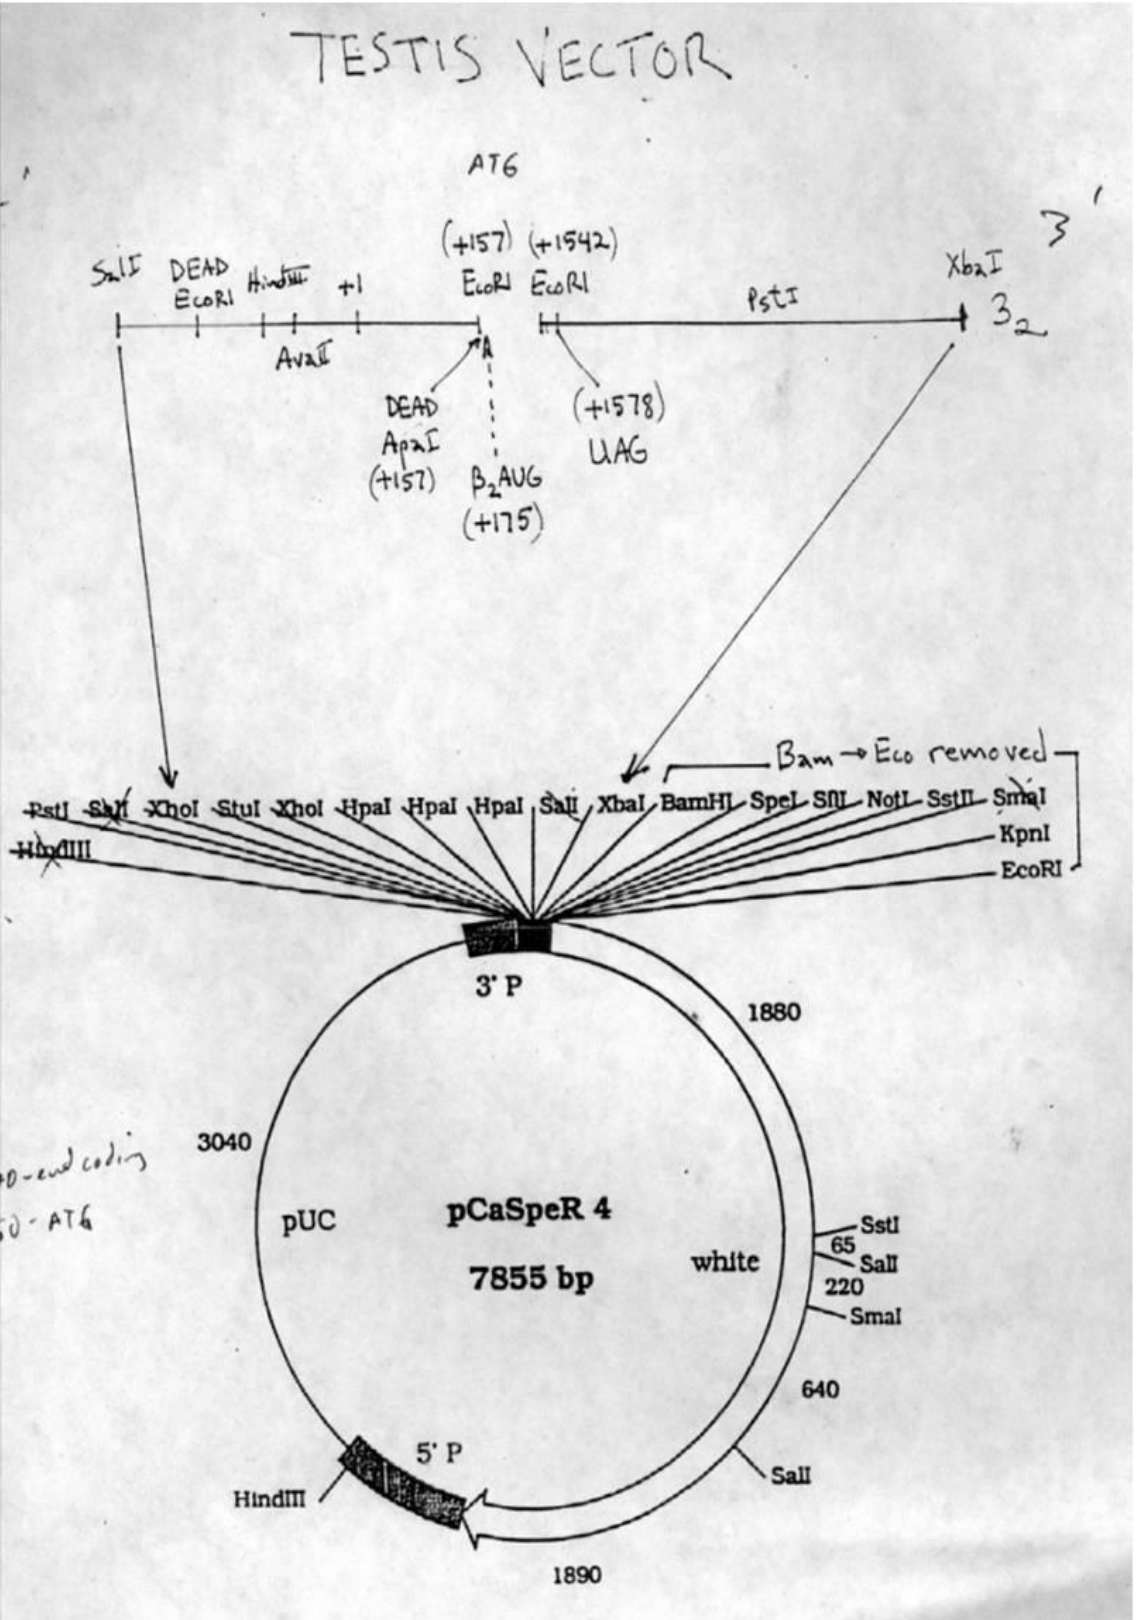 TESTIS VECTOR
ATG
(+157) (+1542)
3'
SalI DEAD HindIII +1 EcoRI EcoRI PstI XbaI
EcoRI
3₂
AvaII
DEAD (+1578)
ApaI UAG
(+157) β₂AUG
(+175)
Bam → Eco removed
PstI SalI XhoI StuI XhoI HpaI HpaI HpaI SalI XbaI BamHI SpeI SfiI NotI SstII SmaI
HindIII KpnI
EcoRI
3' P
1880
3040
-end coding
- ATG
pUC pCaSpeR 4
7855 bp
white
SstI
65
SalI
220
SmaI
640
5' P
SalI
HindIII
1890